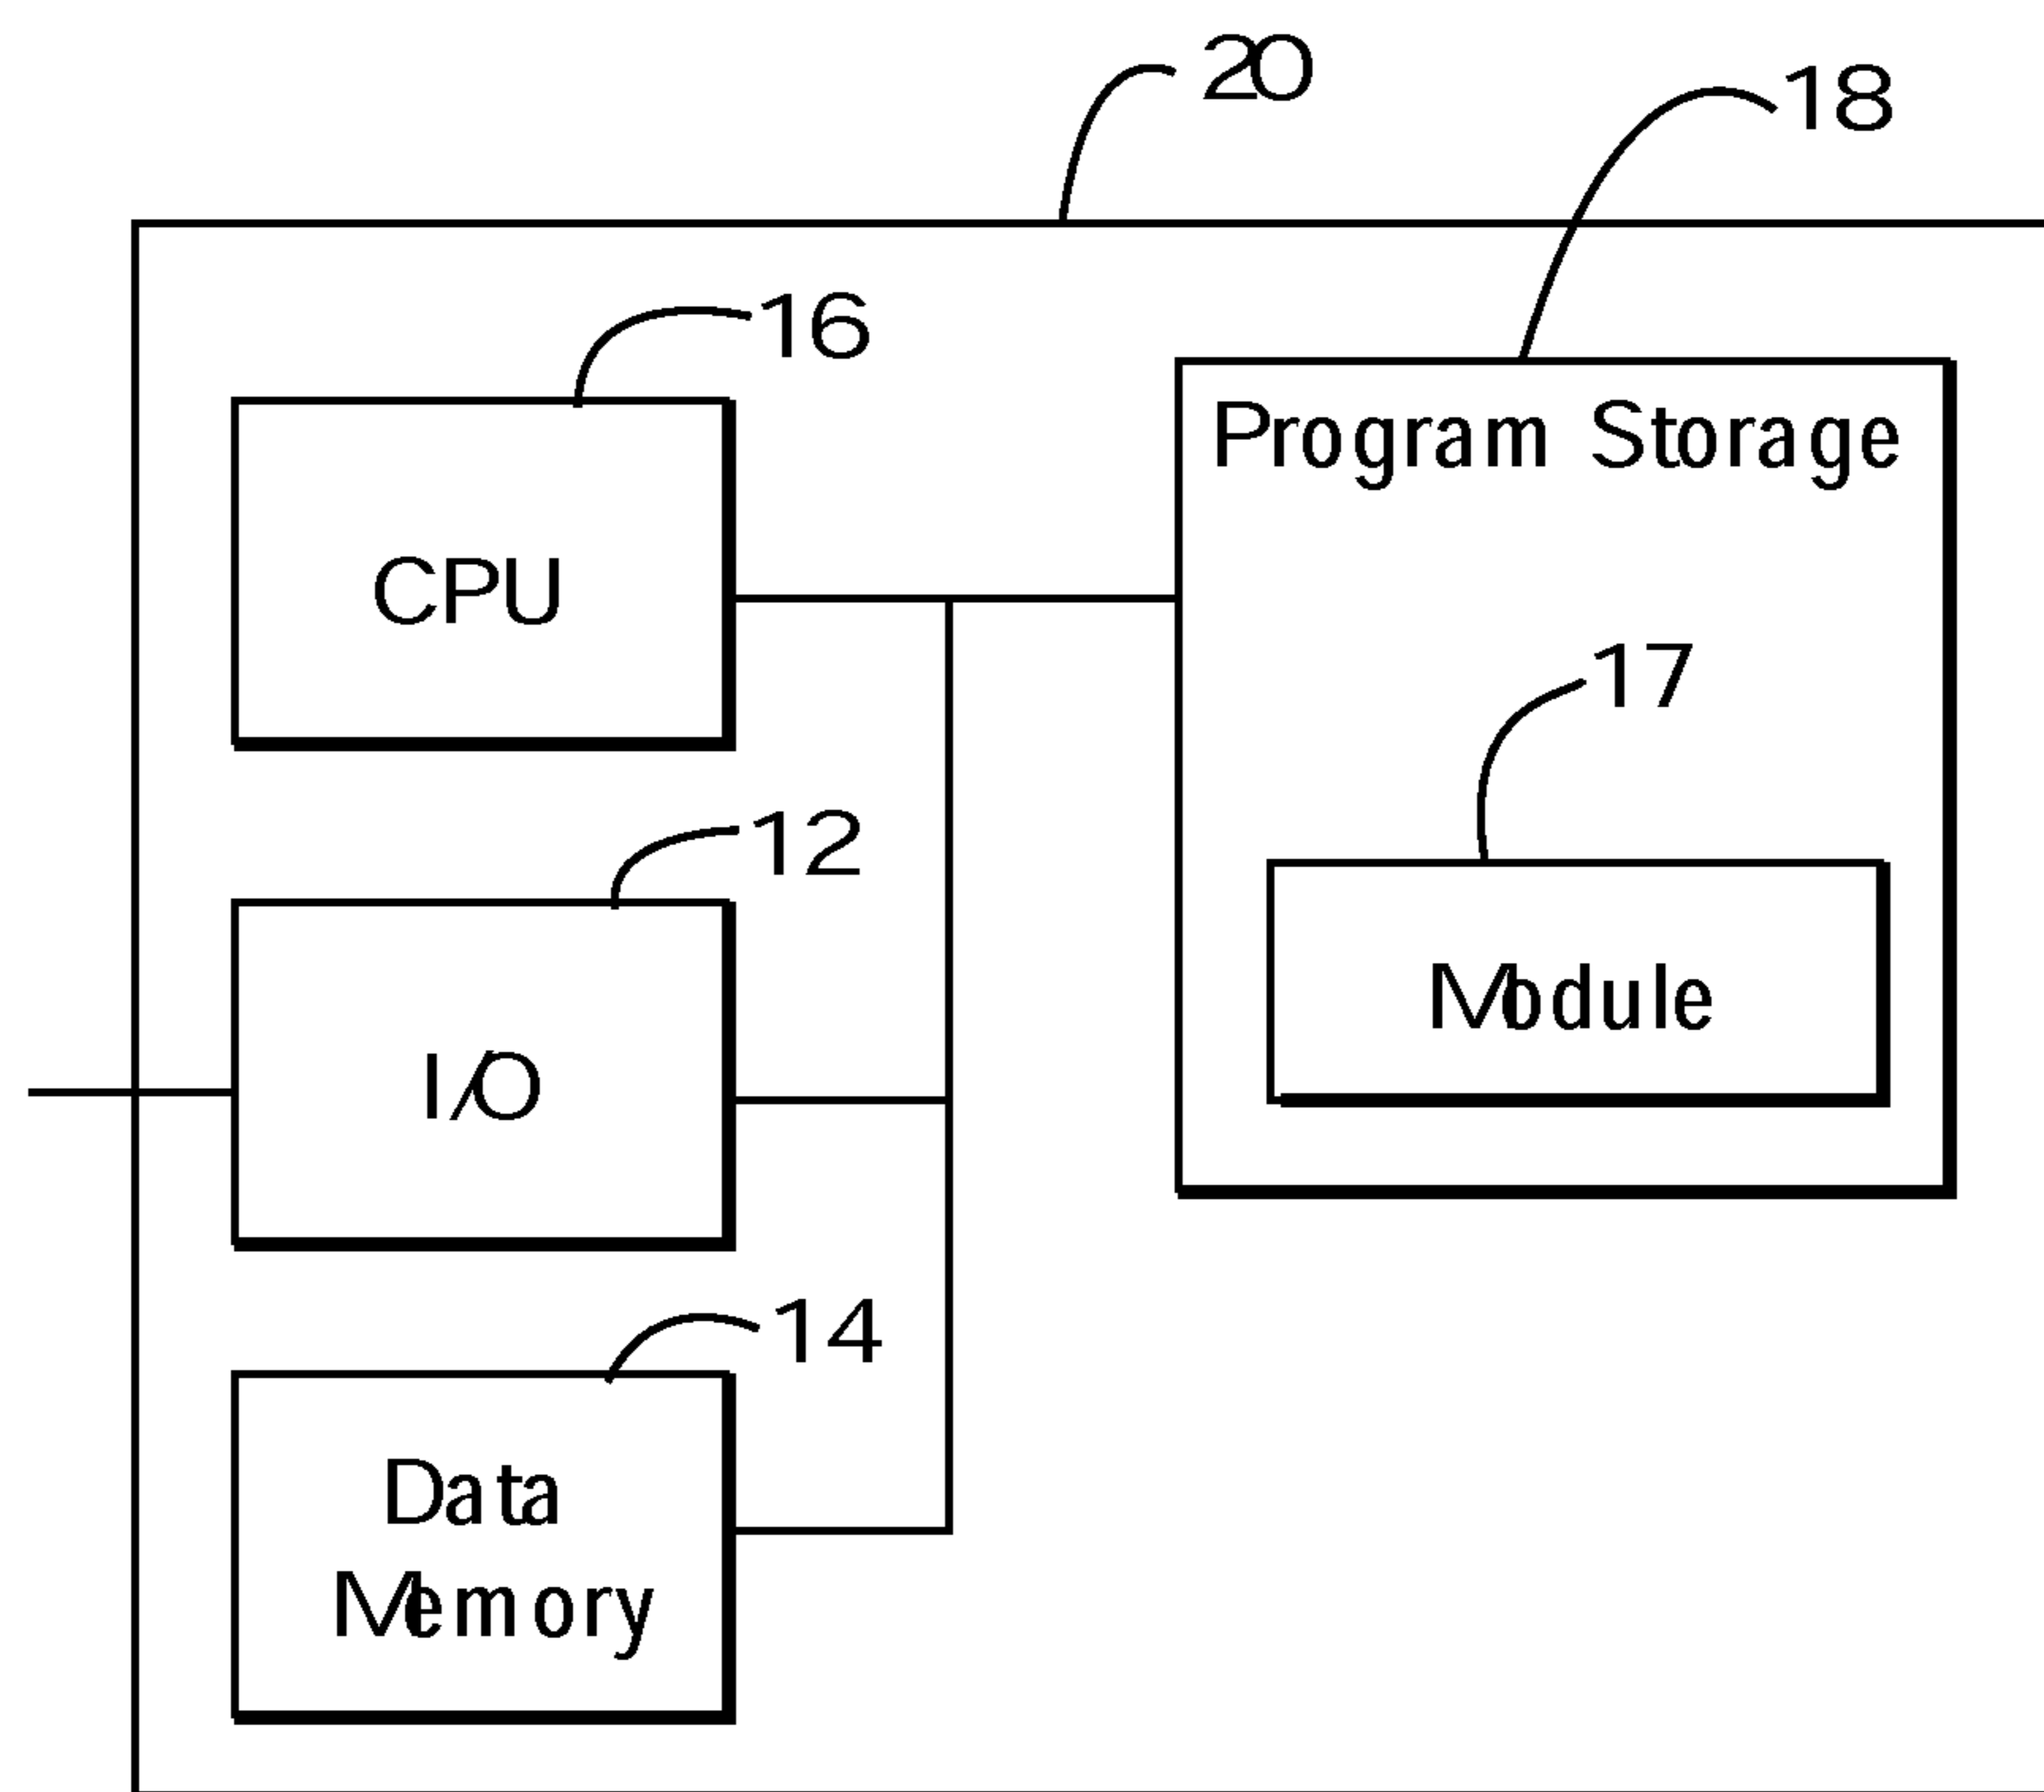 20
18
16
Program Storage
CPU
17
12
Module
I/O
14
Data
Memory